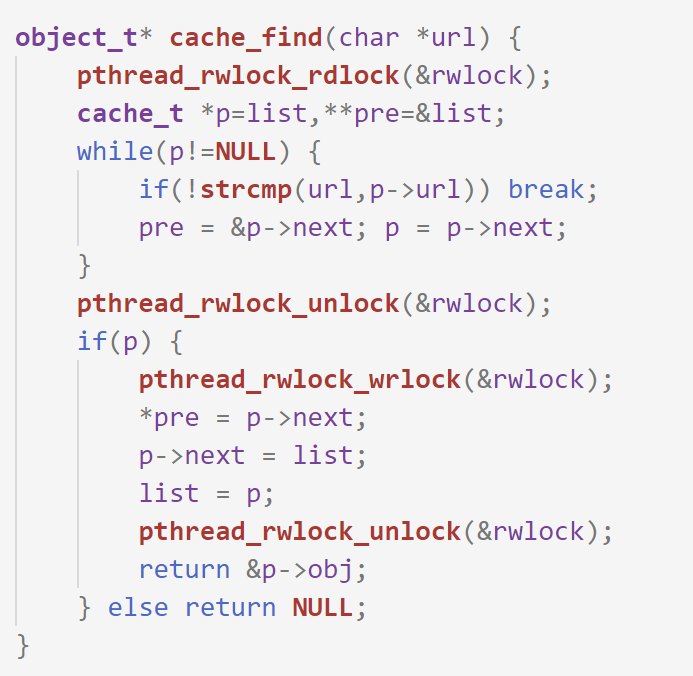 object_t* cache_find(char *url) {
    pthread_rwlock_rdlock(&rwlock);
    cache_t *p=list,**pre=&list;
    while(p!=NULL) {
        if(!strcmp(url,p->url)) break;
        pre = &p->next; p = p->next;
    }
    pthread_rwlock_unlock(&rwlock);
    if(p) {
        pthread_rwlock_wrlock(&rwlock);
        *pre = p->next;
        p->next = list;
        list = p;
        pthread_rwlock_unlock(&rwlock);
        return &p->obj;
    } else return NULL;
}